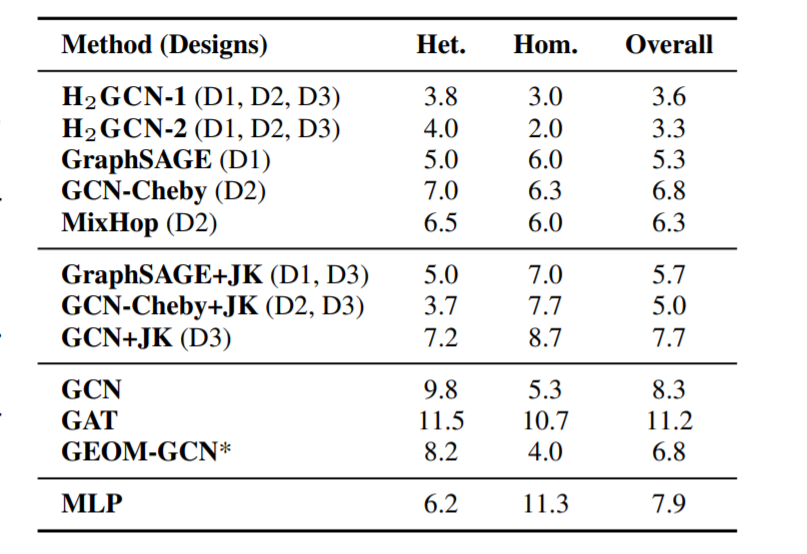 Method (Designs) Het. Hom. Overall
H₂GCN-1 (D1, D2, D3) 3.8 3.0 3.6
H₂GCN-2 (D1, D2, D3) 4.0 2.0 3.3
GraphSAGE (D1) 5.0 6.0 5.3
GCN-Cheby (D2) 7.0 6.3 6.8
MixHop (D2) 6.5 6.0 6.3
GraphSAGE+JK (D1, D3) 5.0 7.0 5.7
GCN-Cheby+JK (D2, D3) 3.7 7.7 5.0
GCN+JK (D3) 7.2 8.7 7.7
GCN 9.8 5.3 8.3
GAT 11.5 10.7 11.2
GEOM-GCN* 8.2 4.0 6.8
MLP 6.2 11.3 7.9